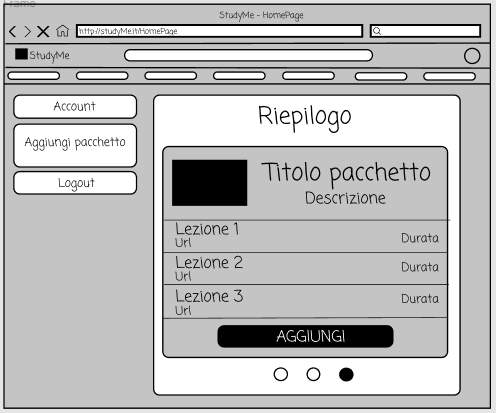 StudyMe - HomePage
http://studyMe.it/HomePage
StudyMe
Account
Aggiungi pacchetto
Logout
Riepilogo
Titolo pacchetto
Descrizione
Lezione 1
Url
Durata
Lezione 2
Url
Durata
Lezione 3
Url
Durata
AGGIUNGI